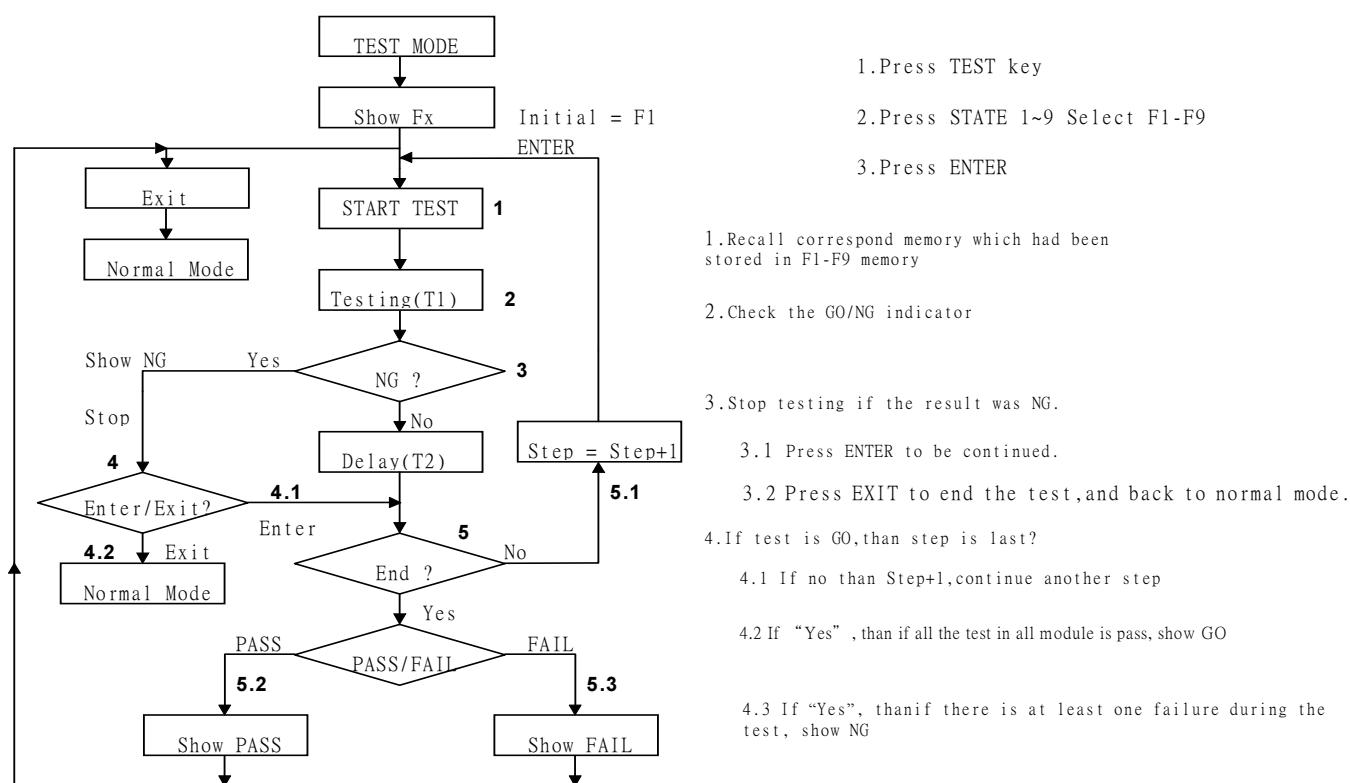 TEST MODE
Show Fx
Initial = F1
ENTER
Exit
Normal Mode
START TEST
1
Testing(T1)
2
Show NG
Yes
NG ?
3
Stop
No
Delay(T2)
Step = Step+1
4
Enter/Exit?
4.1
Enter
5.1
5
4.2
Exit
Normal Mode
End ?
No
Yes
PASS
PASS/FAIL
FAIL
5.2
5.3
Show PASS
Show FAIL
1.Press TEST key
2.Press STATE 1~9 Select F1-F9
3.Press ENTER
1.Recall correspond memory which had been
stored in F1-F9 memory
2.Check the GO/NG indicator
3.Stop testing if the result was NG.
3.1 Press ENTER to be continued.
3.2 Press EXIT to end the test,and back to normal mode.
4.If test is GO,than step is last?
4.1 If no than Step+1,continue another step
4.2 If “Yes”, than if all the test in all module is pass, show GO
4.3 If “Yes”, thanif there is at least one failure during the
test, show NG